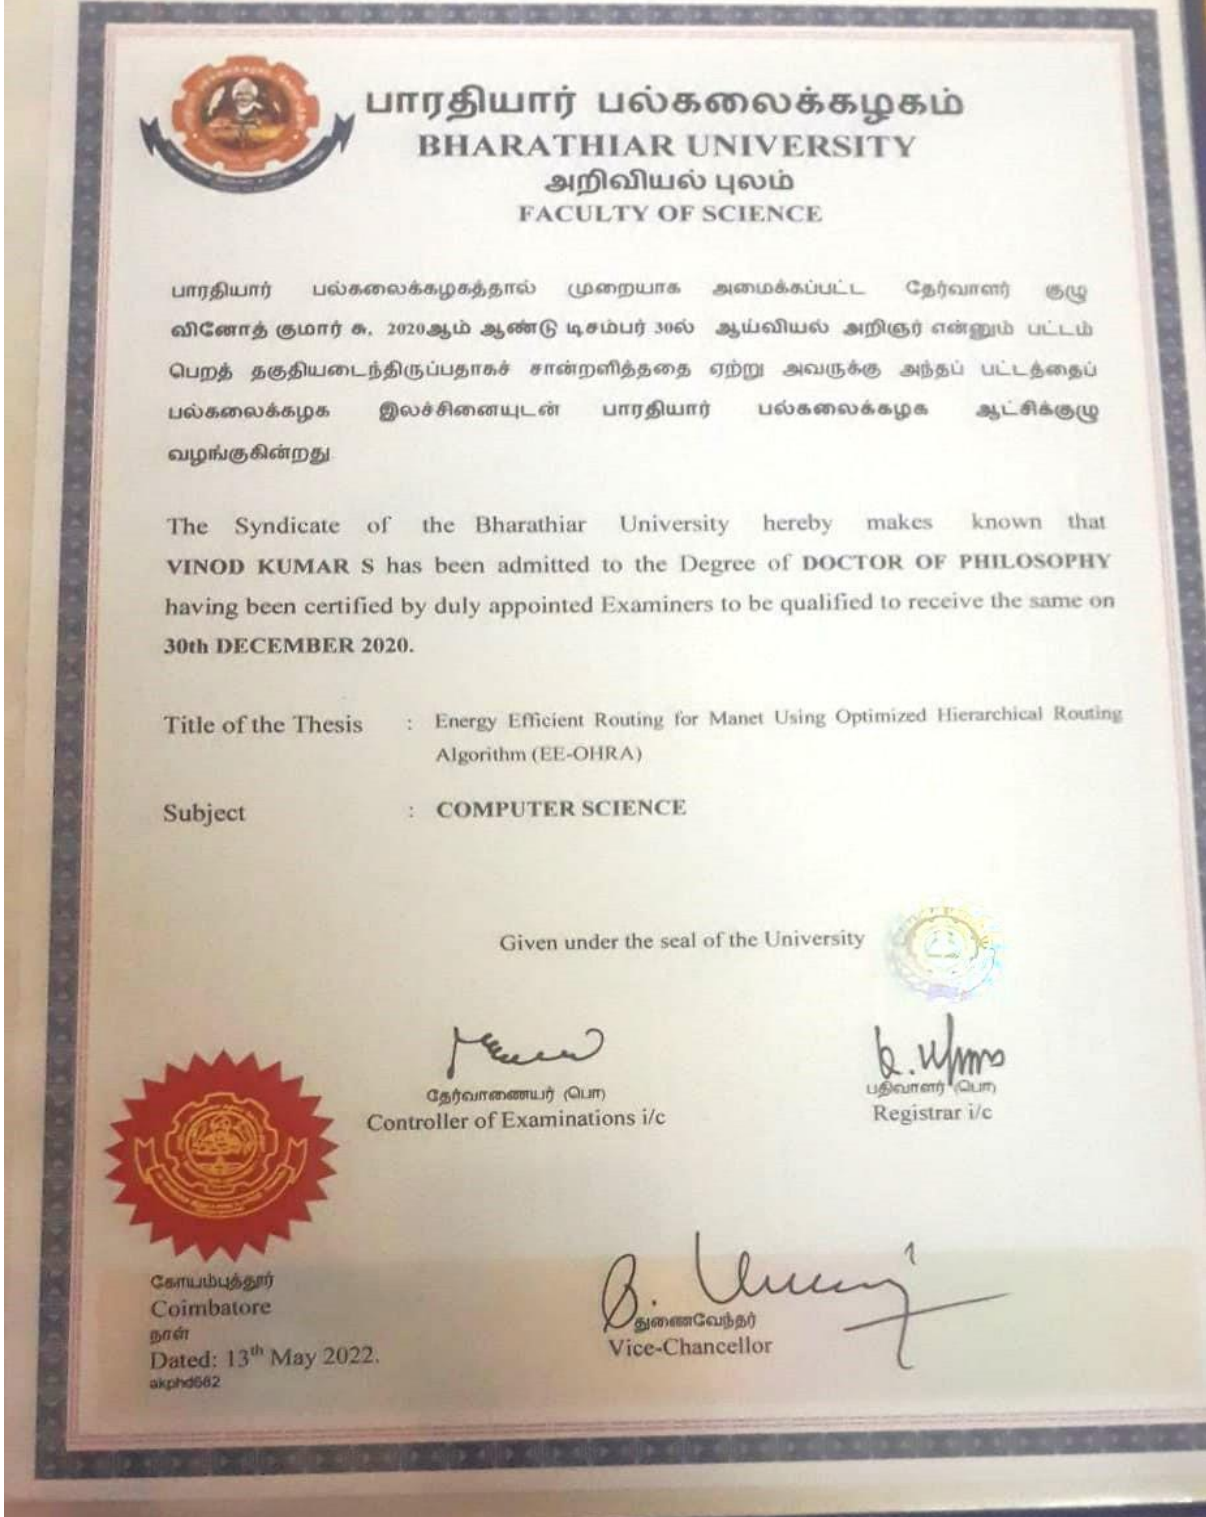 பாரதியார் பல்கலைக்கழகம்
BHARATHIAR UNIVERSITY
அறிவியல் புலம்
FACULTY OF SCIENCE
பாரதியார் பல்கலைக்கழகத்தால் முறையாக அமைக்கப்பட்ட தேர்வாளர் குழு
வினோத் குமார் சு. 2020ஆம் ஆண்டு டிசம்பர் 30ல் ஆய்வியல் அறிஞர் என்னும் பட்டம்
பெறத் தகுதியடைந்திருப்பதாகச் சான்றளித்ததை ஏற்று அவருக்கு அந்தப் பட்டத்தைப்
பல்கலைக்கழக இலச்சினையுடன் பாரதியார் பல்கலைக்கழக ஆட்சிக்குழு
வழங்குகின்றது
The Syndicate of the Bharathiar University hereby makes known that
VINOD KUMAR S has been admitted to the Degree of DOCTOR OF PHILOSOPHY
having been certified by duly appointed Examiners to be qualified to receive the same on
30th DECEMBER 2020.
Title of the Thesis : Energy Efficient Routing for Manet Using Optimized Hierarchical Routing
Algorithm (EE-OHRA)
Subject : COMPUTER SCIENCE
Given under the seal of the University
தேர்வாணையர் (பொ)
Controller of Examinations i/c
பதிவாளர் (பொ)
Registrar i/c
கோயம்புத்தூர்
Coimbatore
நாள்
Dated: 13th May 2022.
akphd682
துணைவேந்தர்
Vice-Chancellor